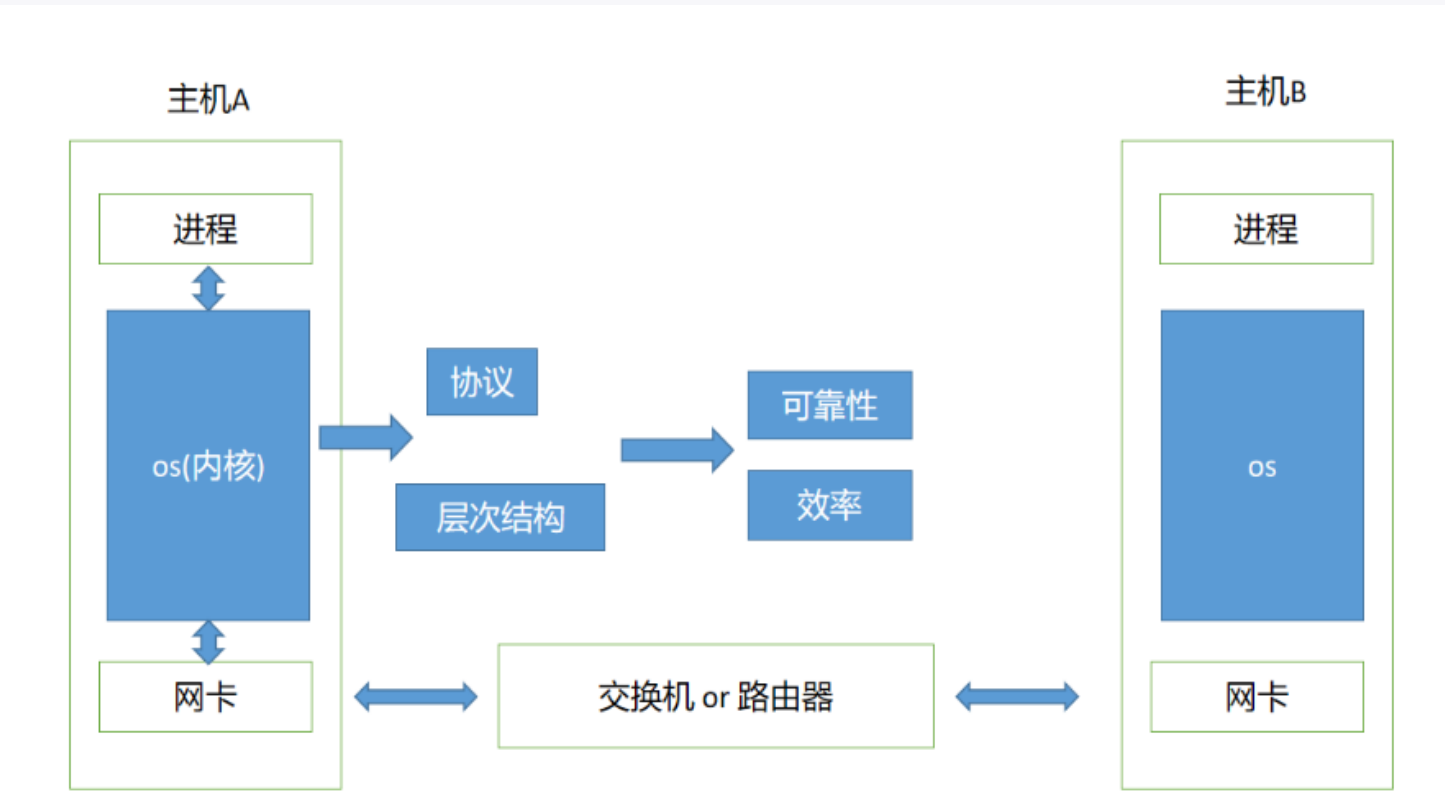 主机A
主机B
进程
进程
协议
可靠性
os(内核)
os
层次结构
效率
网卡
交换机 or 路由器
网卡